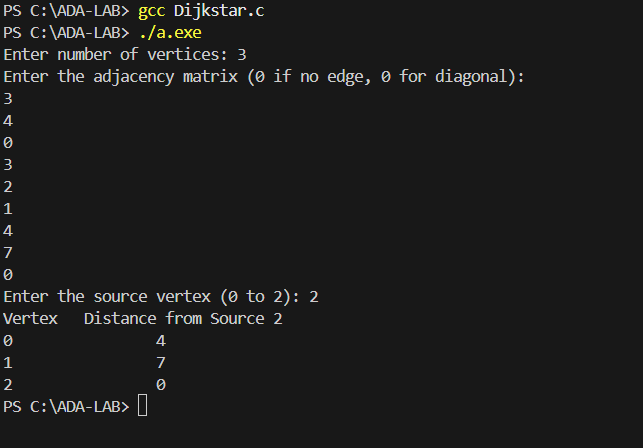 PS C:\ADA-LAB> gcc Dijkstar.c
PS C:\ADA-LAB> ./a.exe
Enter number of vertices: 3
Enter the adjacency matrix (0 if no edge, 0 for diagonal):
3
4
0
3
2
1
4
7
0
Enter the source vertex (0 to 2): 2
Vertex   Distance from Source 2
0                4
1                7
2                0
PS C:\ADA-LAB>